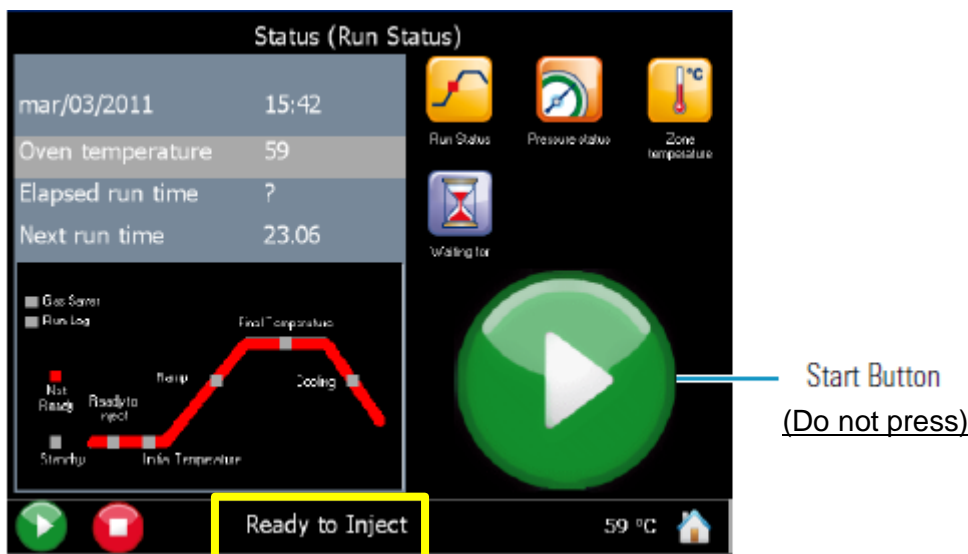 Status (Run Status)
mar/03/2011 15:42
Oven temperature 59
Elapsed run time ?
Next run time 23.06
Run Status
Pressure status
Zone
temperature
Waiting for
Gas Saver
Run Log
Final Temperature
Ramp
Cooling
Not
Ready
Ready to
inject
Standby
Initial Temperature
Start Button
(Do not press)
Ready to Inject
59 °C